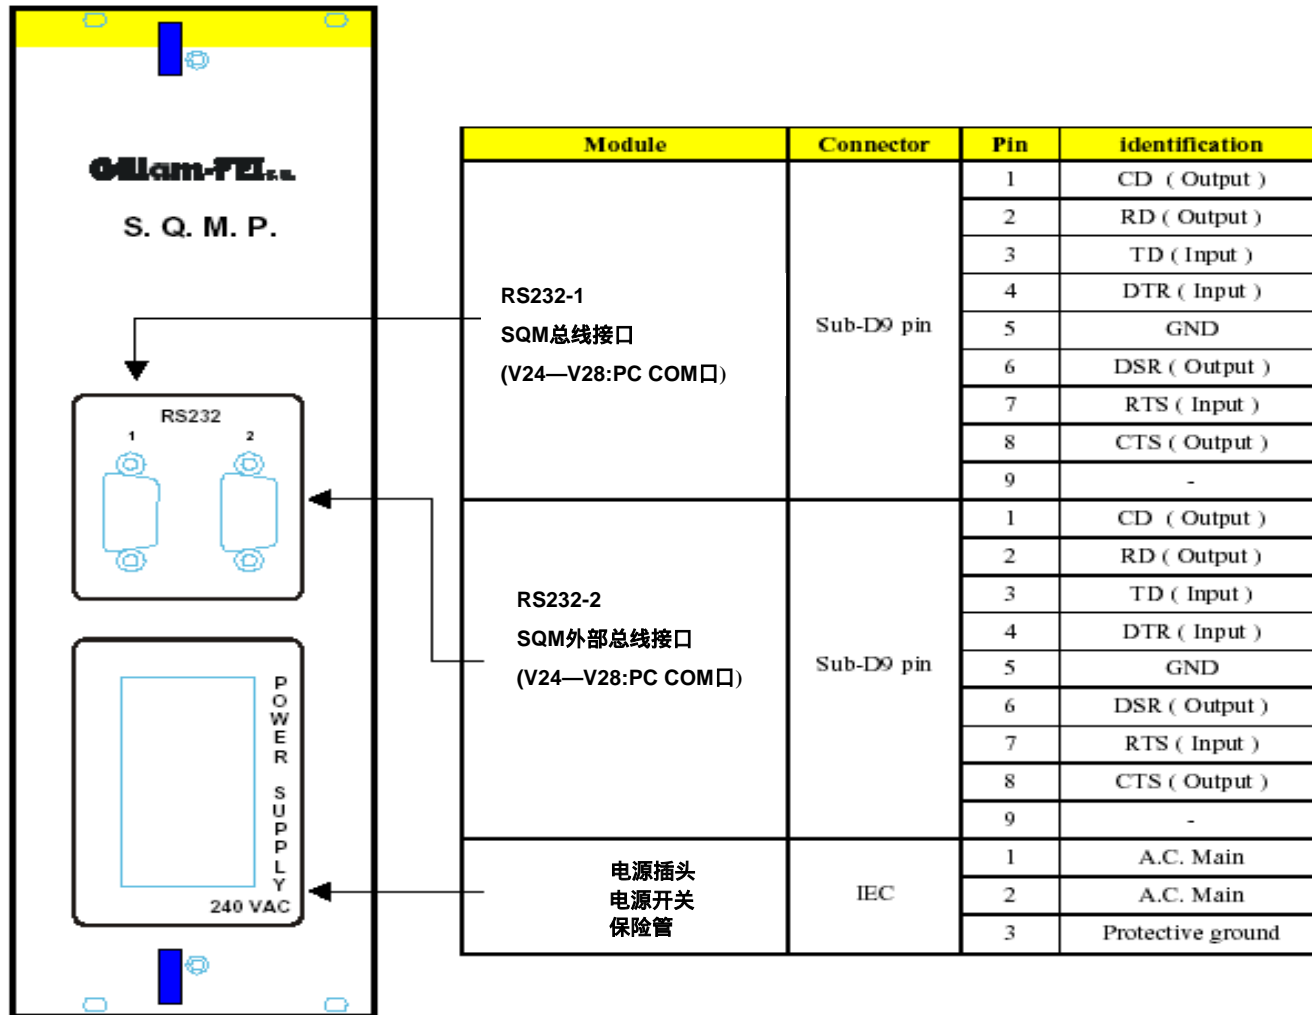 Gillam-FEI s.a.
S. Q. M. P.
RS232
1 2
POWER SUPPLY
240 VAC
Module Connector Pin identification
RS232-1
SQM总线接口
(V24—V28:PC COM口)
Sub-D9 pin
1 CD ( Output )
2 RD ( Output )
3 TD ( Input )
4 DTR ( Input )
5 GND
6 DSR ( Output )
7 RTS ( Input )
8 CTS ( Output )
9 -
RS232-2
SQM外部总线接口
(V24—V28:PC COM口)
Sub-D9 pin
1 CD ( Output )
2 RD ( Output )
3 TD ( Input )
4 DTR ( Input )
5 GND
6 DSR ( Output )
7 RTS ( Input )
8 CTS ( Output )
9 -
电源插头
电源开关
保险管
IEC
1 A.C. Main
2 A.C. Main
3 Protective ground